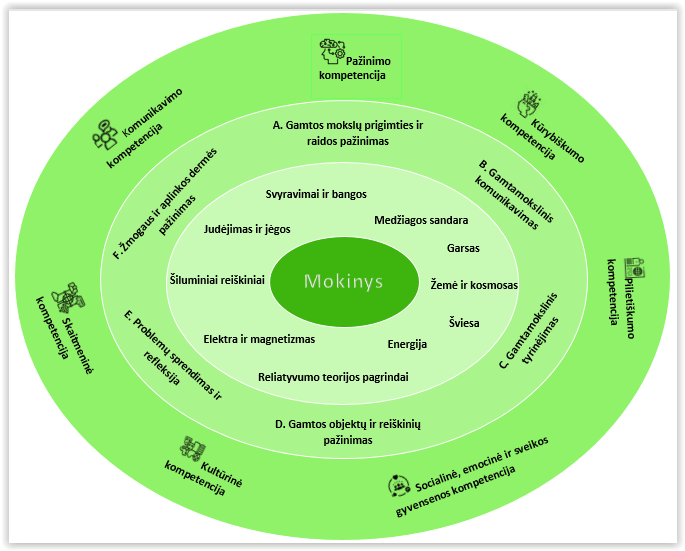 Pažinimo
kompetencija
Kūrybiškumo
kompetencija
Pilietiškumo
kompetencija
Socialinė, emocinė ir sveikos
gyvensenos kompetencija
Kultūrinė
kompetencija
Skaitmeninė
kompetencija
Komunikavimo
kompetencija
A. Gamtos mokslų prigimties ir
raidos pažinimas
B. Gamtamokslinis
komunikavimas
C. Gamtamokslinis
tyrinėjimas
D. Gamtos objektų ir reiškinių
pažinimas
E. Problemų sprendimas ir
refleksija
F. Žmogaus ir aplinkos dermės
pažinimas
Svyravimai ir bangos
Medžiagos sandara
Garsas
Žemė ir kosmosas
Šviesa
Energija
Reliatyvumo teorijos pagrindai
Elektra ir magnetizmas
Šiluminiai reiškiniai
Judėjimas ir jėgos
Mokinys